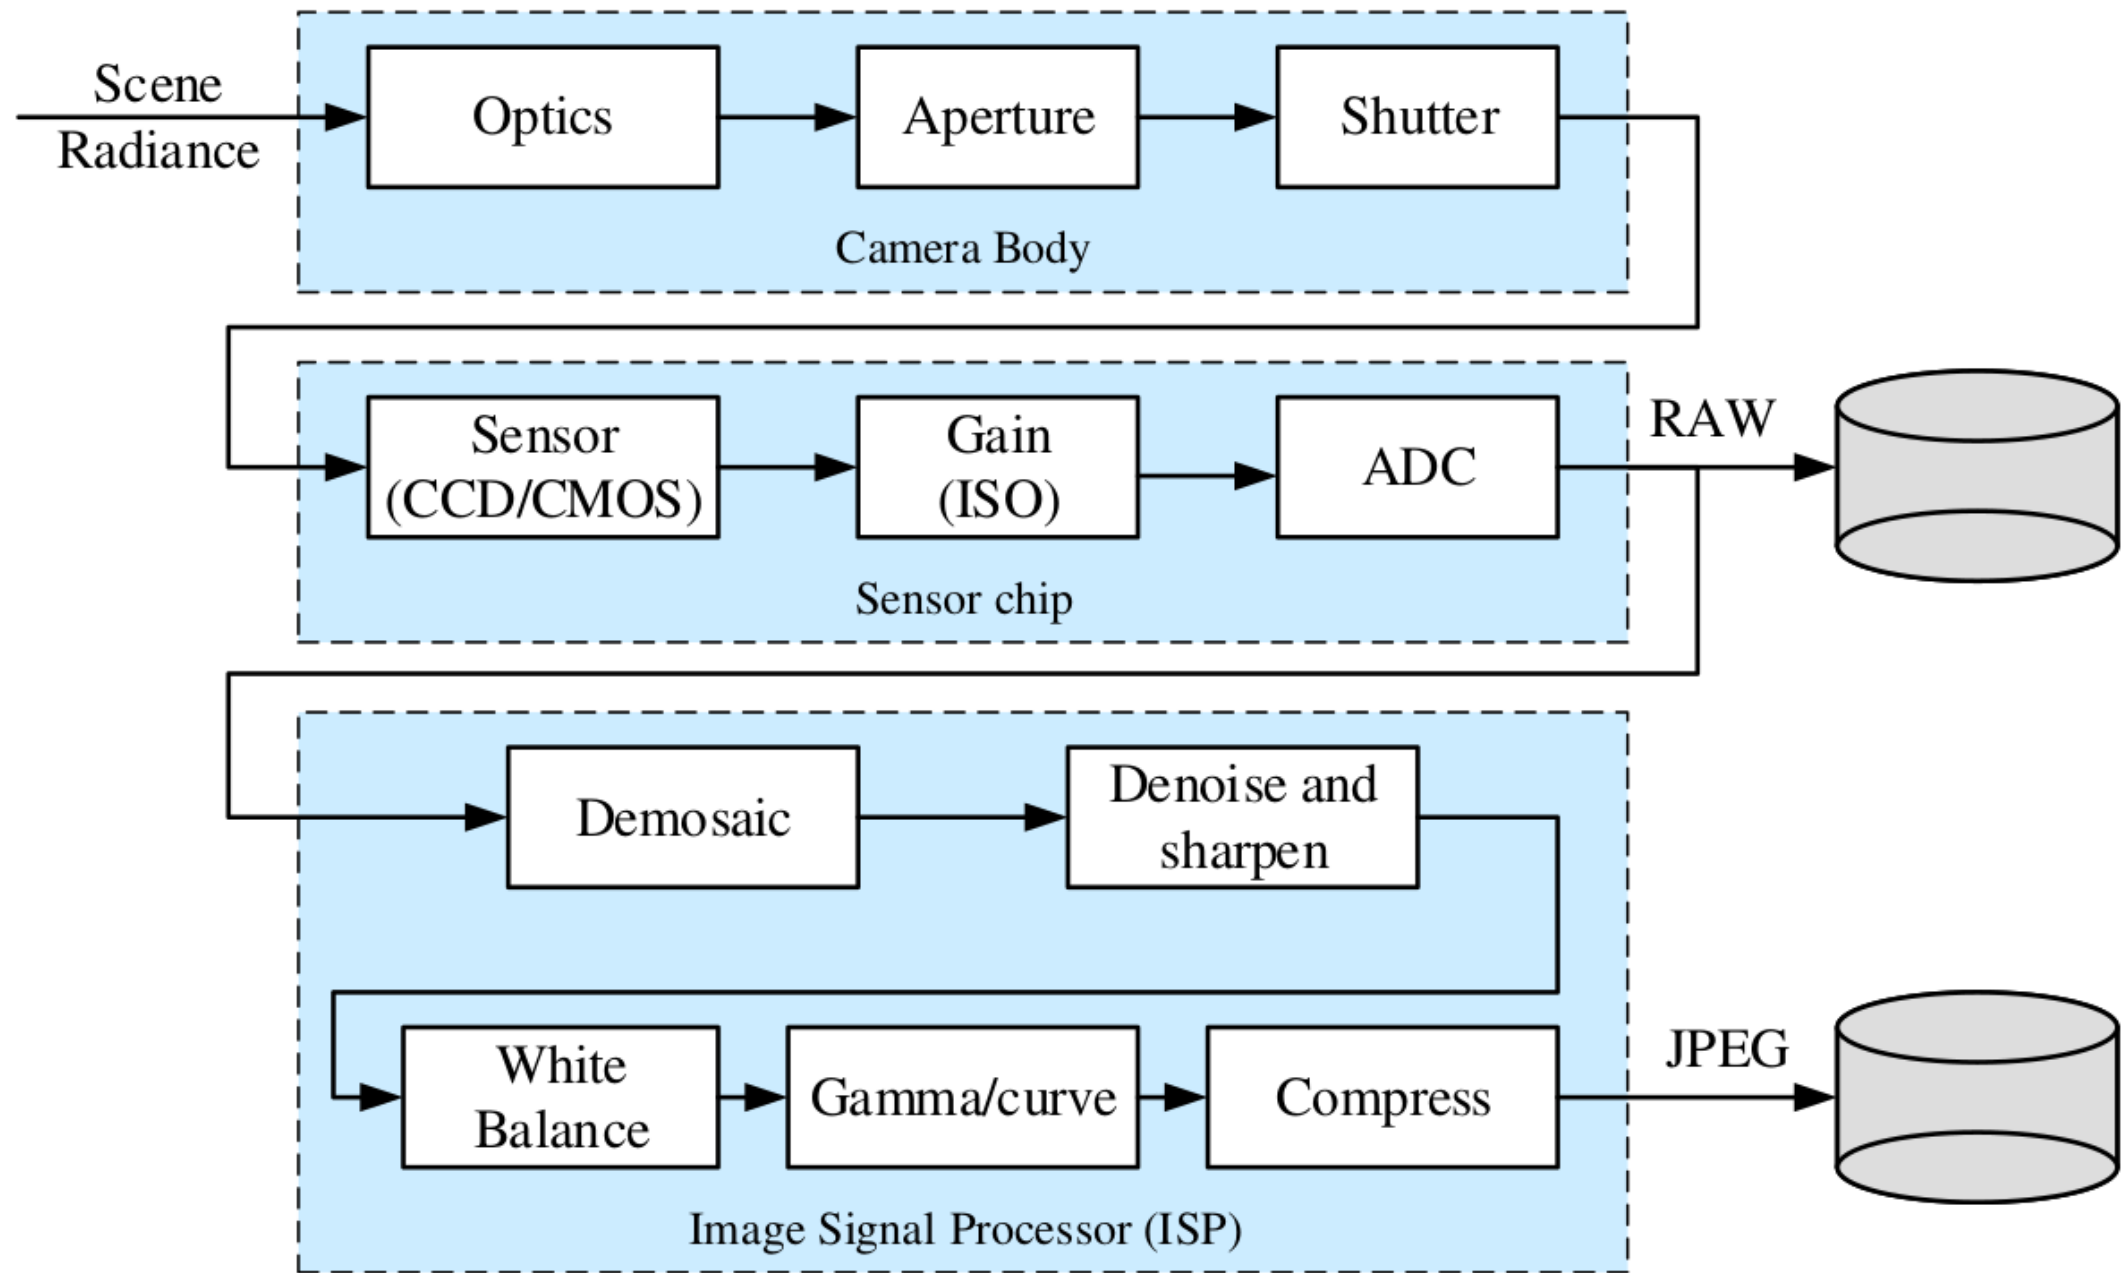 Scene
Radiance
Optics
Aperture
Shutter
Camera Body
Sensor
(CCD/CMOS)
Gain
(ISO)
ADC
RAW
Sensor chip
Demosaic
Denoise and
sharpen
White
Balance
Gamma/curve
Compress
JPEG
Image Signal Processor (ISP)